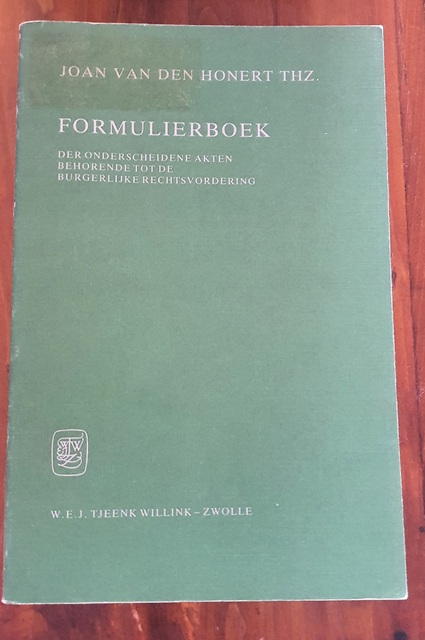 JOAN VAN DEN HONERT THZ.
FORMULIERBOEK
DER ONDERSCHEIDENE AKTEN
BEHORENDE TOT DE
BURGERLIJKE RECHTSVORDERING
W.E.J. TJEENK WILLINK – ZWOLLE